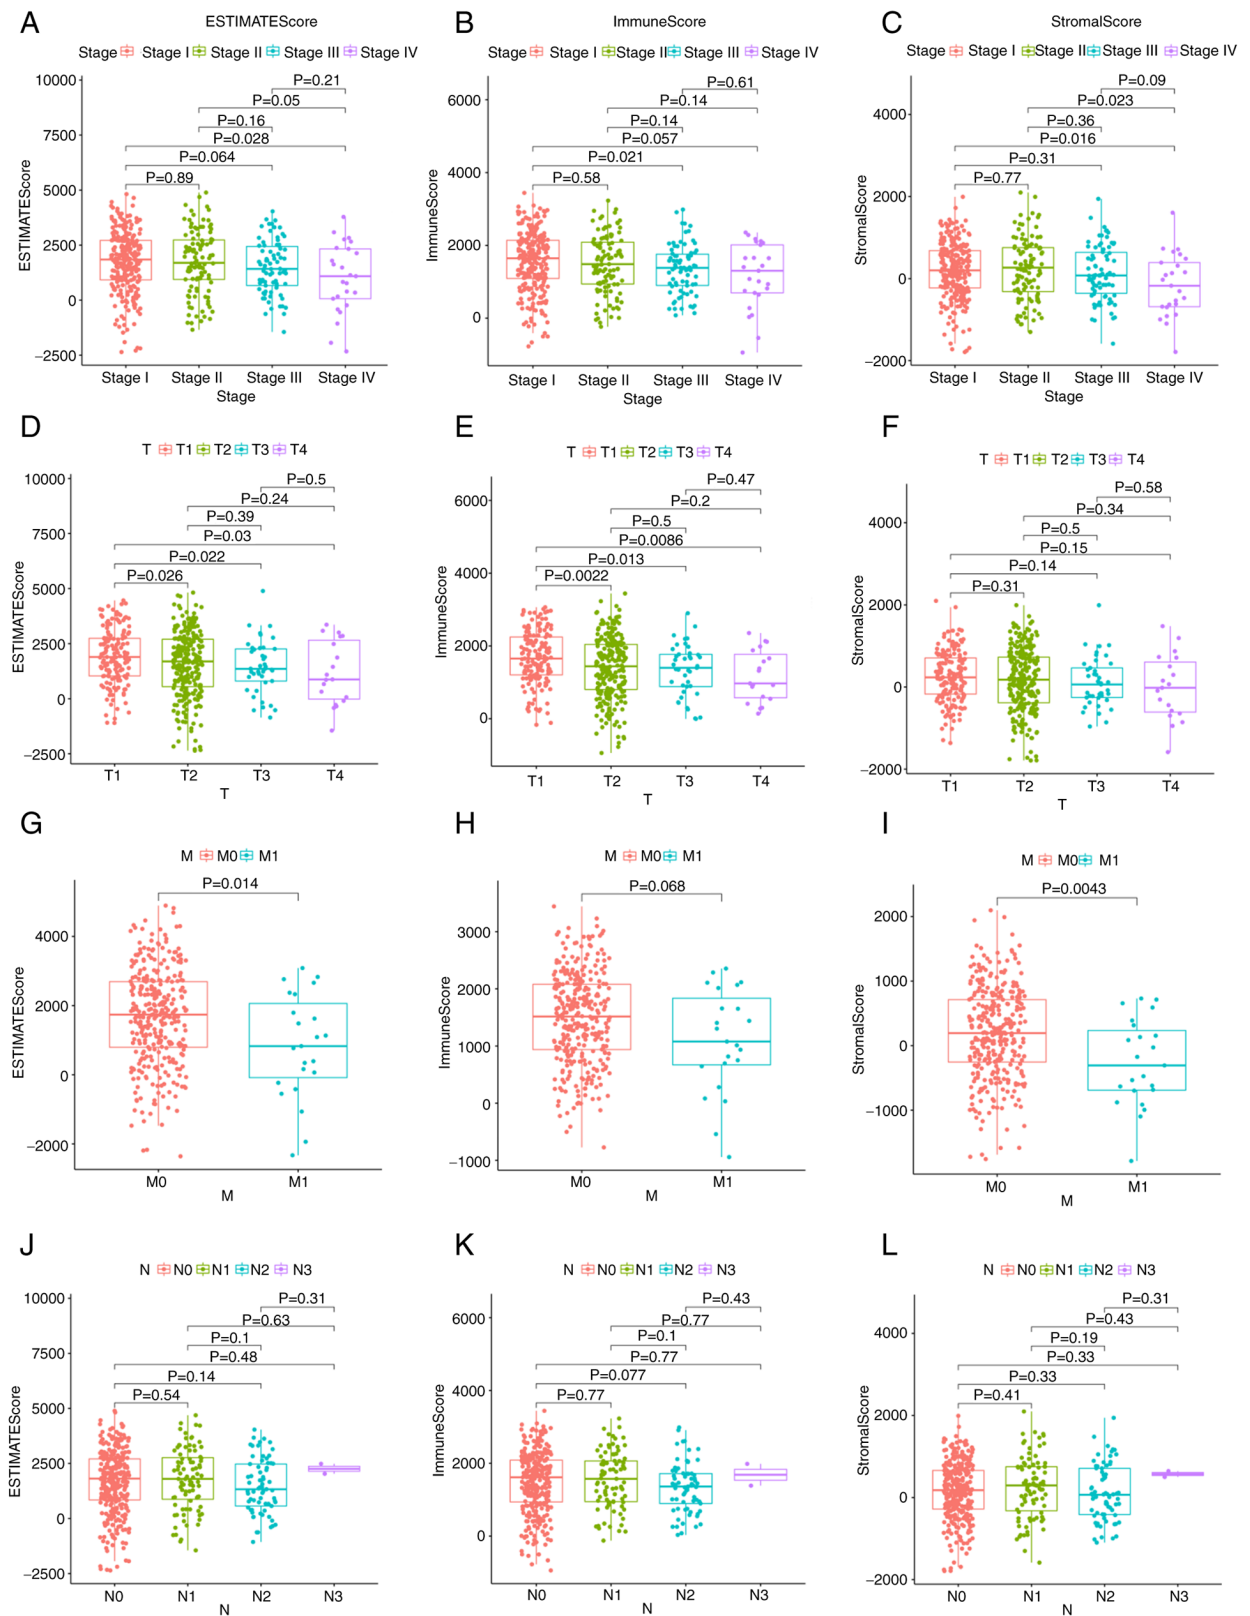 A
ESTIMATEScore
Stage Stage I Stage II Stage III Stage IV
10000
7500
5000
2500
0
−2500
ESTIMATEScore
P=0.21
P=0.05
P=0.16
P=0.028
P=0.064
P=0.89
Stage I Stage II Stage III Stage IV
Stage
B
ImmuneScore
Stage Stage I Stage II Stage III Stage IV
6000
4000
2000
0
ImmuneScore
P=0.61
P=0.14
P=0.14
P=0.057
P=0.021
P=0.58
Stage I Stage II Stage III Stage IV
Stage
C
StromalScore
Stage Stage I Stage II Stage III Stage IV
4000
2000
0
−2000
StromalScore
P=0.09
P=0.023
P=0.36
P=0.016
P=0.31
P=0.77
Stage I Stage II Stage III Stage IV
Stage
D
T T1 T2 T3 T4
10000
7500
5000
2500
0
−2500
ESTIMATEScore
P=0.5
P=0.24
P=0.39
P=0.03
P=0.022
P=0.026
T1 T2 T3 T4
T
E
T T1 T2 T3 T4
6000
4000
2000
0
ImmuneScore
P=0.47
P=0.2
P=0.5
P=0.0086
P=0.013
P=0.0022
T1 T2 T3 T4
T
F
T T1 T2 T3 T4
4000
2000
0
−2000
StromalScore
P=0.58
P=0.34
P=0.5
P=0.15
P=0.14
P=0.31
T1 T2 T3 T4
T
G
M M0 M1
4000
2000
0
−2000
ESTIMATEScore
P=0.014
M0 M1
M
H
M M0 M1
3000
2000
1000
0
−1000
ImmuneScore
P=0.068
M0 M1
M
I
M M0 M1
2000
1000
0
−1000
StromalScore
P=0.0043
M0 M1
M
J
N N0 N1 N2 N3
10000
7500
5000
2500
0
−2500
ESTIMATEScore
P=0.31
P=0.63
P=0.1
P=0.48
P=0.14
P=0.54
N0 N1 N2 N3
N
K
N N0 N1 N2 N3
6000
4000
2000
0
ImmuneScore
P=0.43
P=0.77
P=0.1
P=0.77
P=0.077
P=0.77
N0 N1 N2 N3
N
L
N N0 N1 N2 N3
4000
2000
0
−2000
StromalScore
P=0.31
P=0.43
P=0.19
P=0.33
P=0.33
P=0.41
N0 N1 N2 N3
N